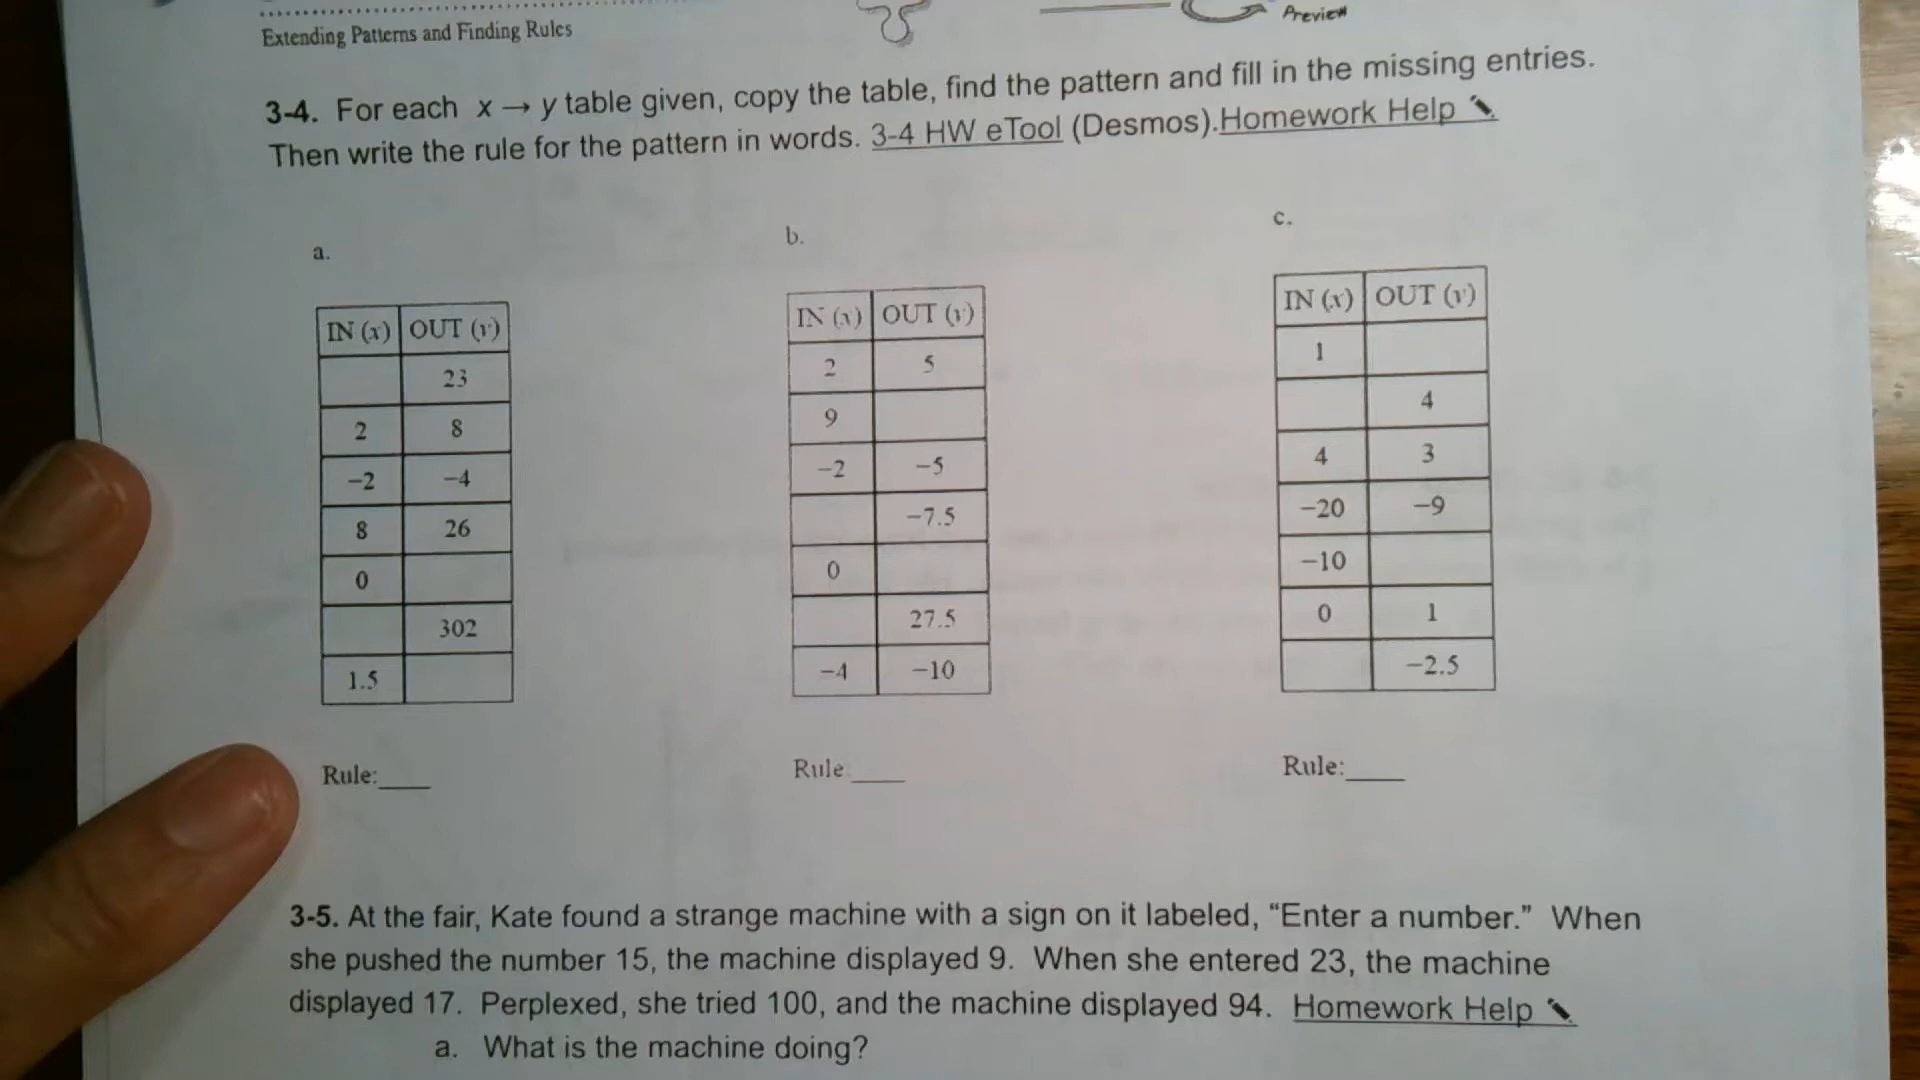 Preview
Extending Patterns and Finding Rules
3-4. For each x → y table given, copy the table, find the pattern and fill in the missing entries.
Then write the rule for the pattern in words. 3-4 HW eTool (Desmos). Homework Help ✎
a.
IN (x) OUT (y)
23
2 8
−2 −4
8 26
0
302
1.5
Rule:____
b.
IN (x) OUT (y)
2 5
9
−2 −5
−7.5
0
27.5
−4 −10
Rule ____
c.
IN (x) OUT (y)
1
4
4 3
−20 −9
−10
0 1
−2.5
Rule:____
3-5. At the fair, Kate found a strange machine with a sign on it labeled, “Enter a number.” When
she pushed the number 15, the machine displayed 9. When she entered 23, the machine
displayed 17. Perplexed, she tried 100, and the machine displayed 94. Homework Help ✎
a. What is the machine doing?